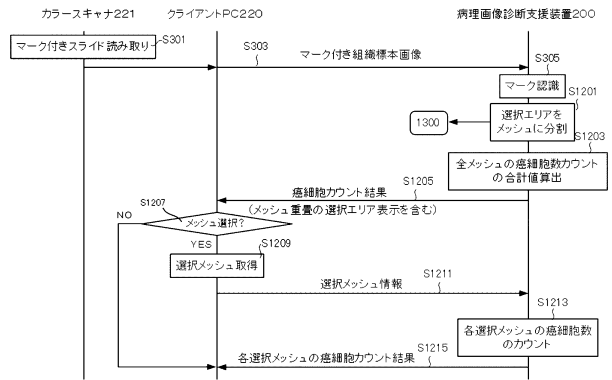 カラースキャナ221
クライアントPC220
病理画像診断支援装置200
マーク付きスライド読み取り
S301
S303
マーク付き組織標本画像
S305
マーク認識
S1201
選択エリアを
メッシュに分割
1300
S1203
全メッシュの癌細胞数カウント
の合計値算出
S1205
癌細胞カウント結果
(メッシュ重畳の選択エリア表示を含む)
S1207
NO
メッシュ選択?
YES
S1209
選択メッシュ取得
選択メッシュ情報
S1211
S1213
各選択メッシュの癌細胞数
のカウント
S1215
各選択メッシュの癌細胞カウント結果